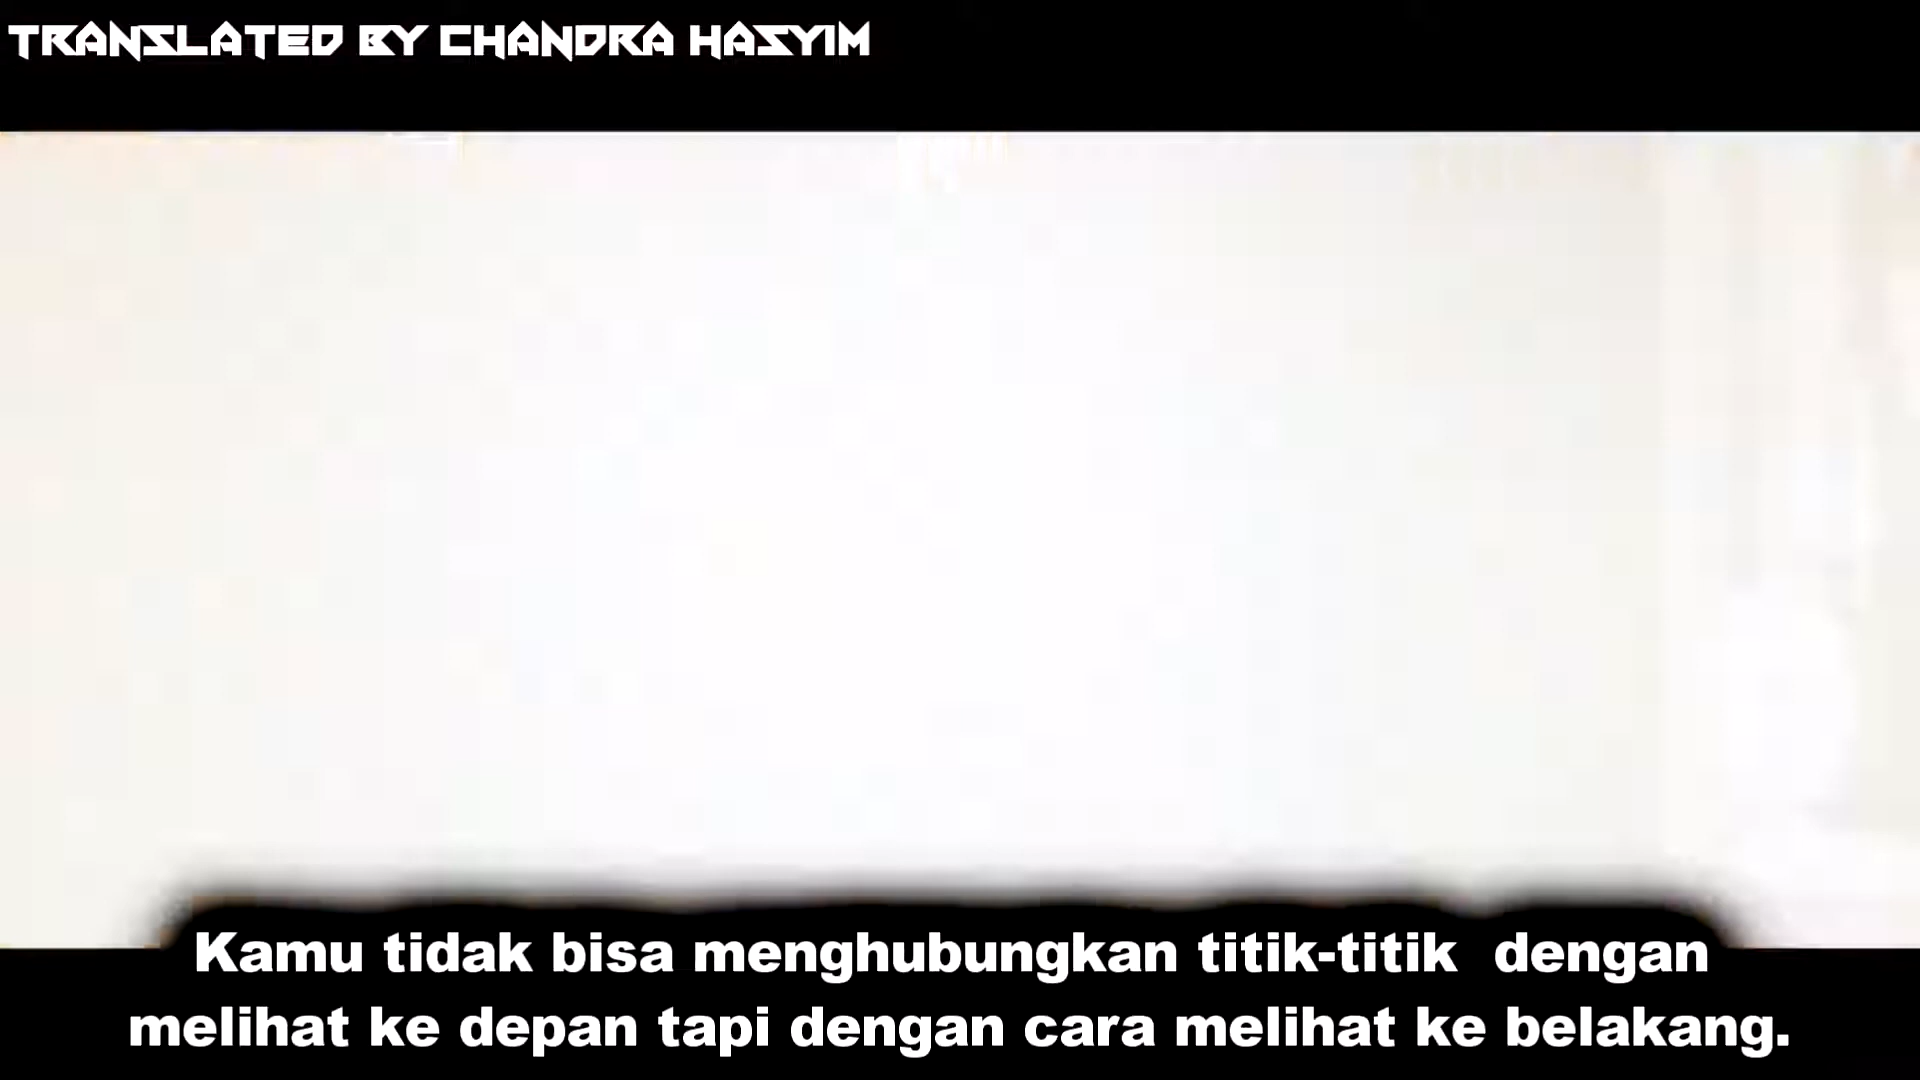 TRANSLATED BY CHANDRA HASYIM
Kamu tidak bisa menghubungkan titik-titik  dengan
melihat ke depan tapi dengan cara melihat ke belakang.